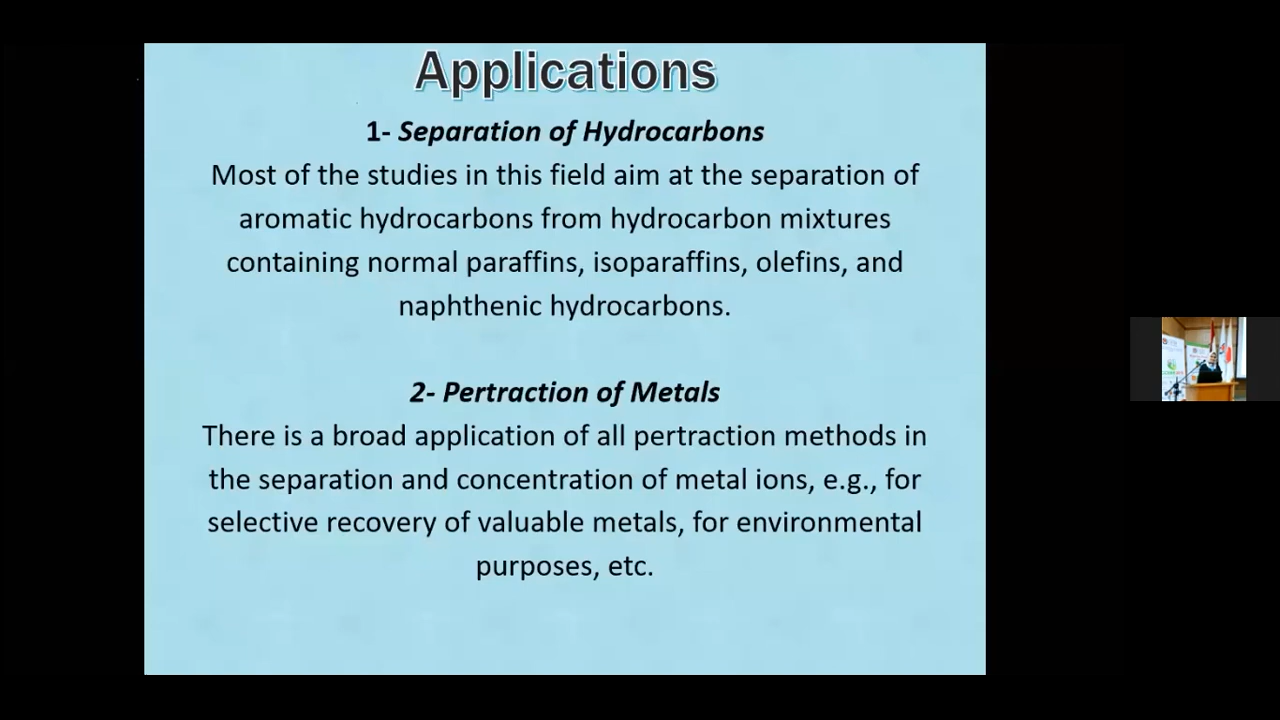 Applications
1- Separation of Hydrocarbons
Most of the studies in this field aim at the separation of
aromatic hydrocarbons from hydrocarbon mixtures
containing normal paraffins, isoparaffins, olefins, and
naphthenic hydrocarbons.
2- Pertraction of Metals
There is a broad application of all pertraction methods in
the separation and concentration of metal ions, e.g., for
selective recovery of valuable metals, for environmental
purposes, etc.